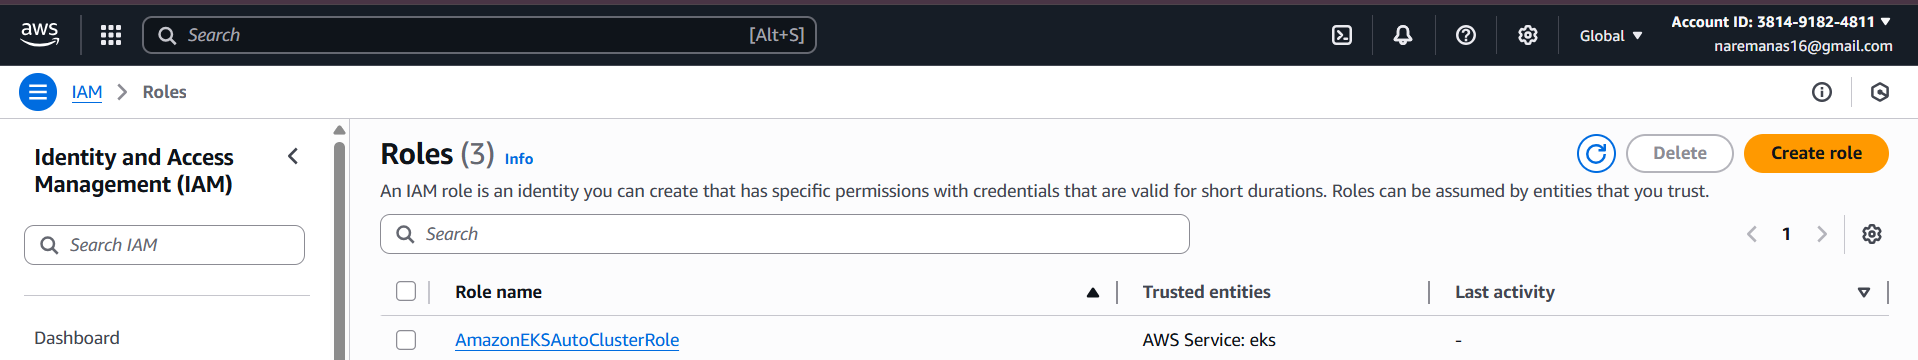 aws
Search [Alt+S]
Global
Account ID: 3814-9182-4811
naremanas16@gmail.com
IAM > Roles
Identity and Access
Management (IAM)
Search IAM
Dashboard
Roles (3) Info
Delete
Create role
An IAM role is an identity you can create that has specific permissions with credentials that are valid for short durations. Roles can be assumed by entities that you trust.
Search
1
Role name Trusted entities Last activity
AmazonEKSAutoClusterRole AWS Service: eks -